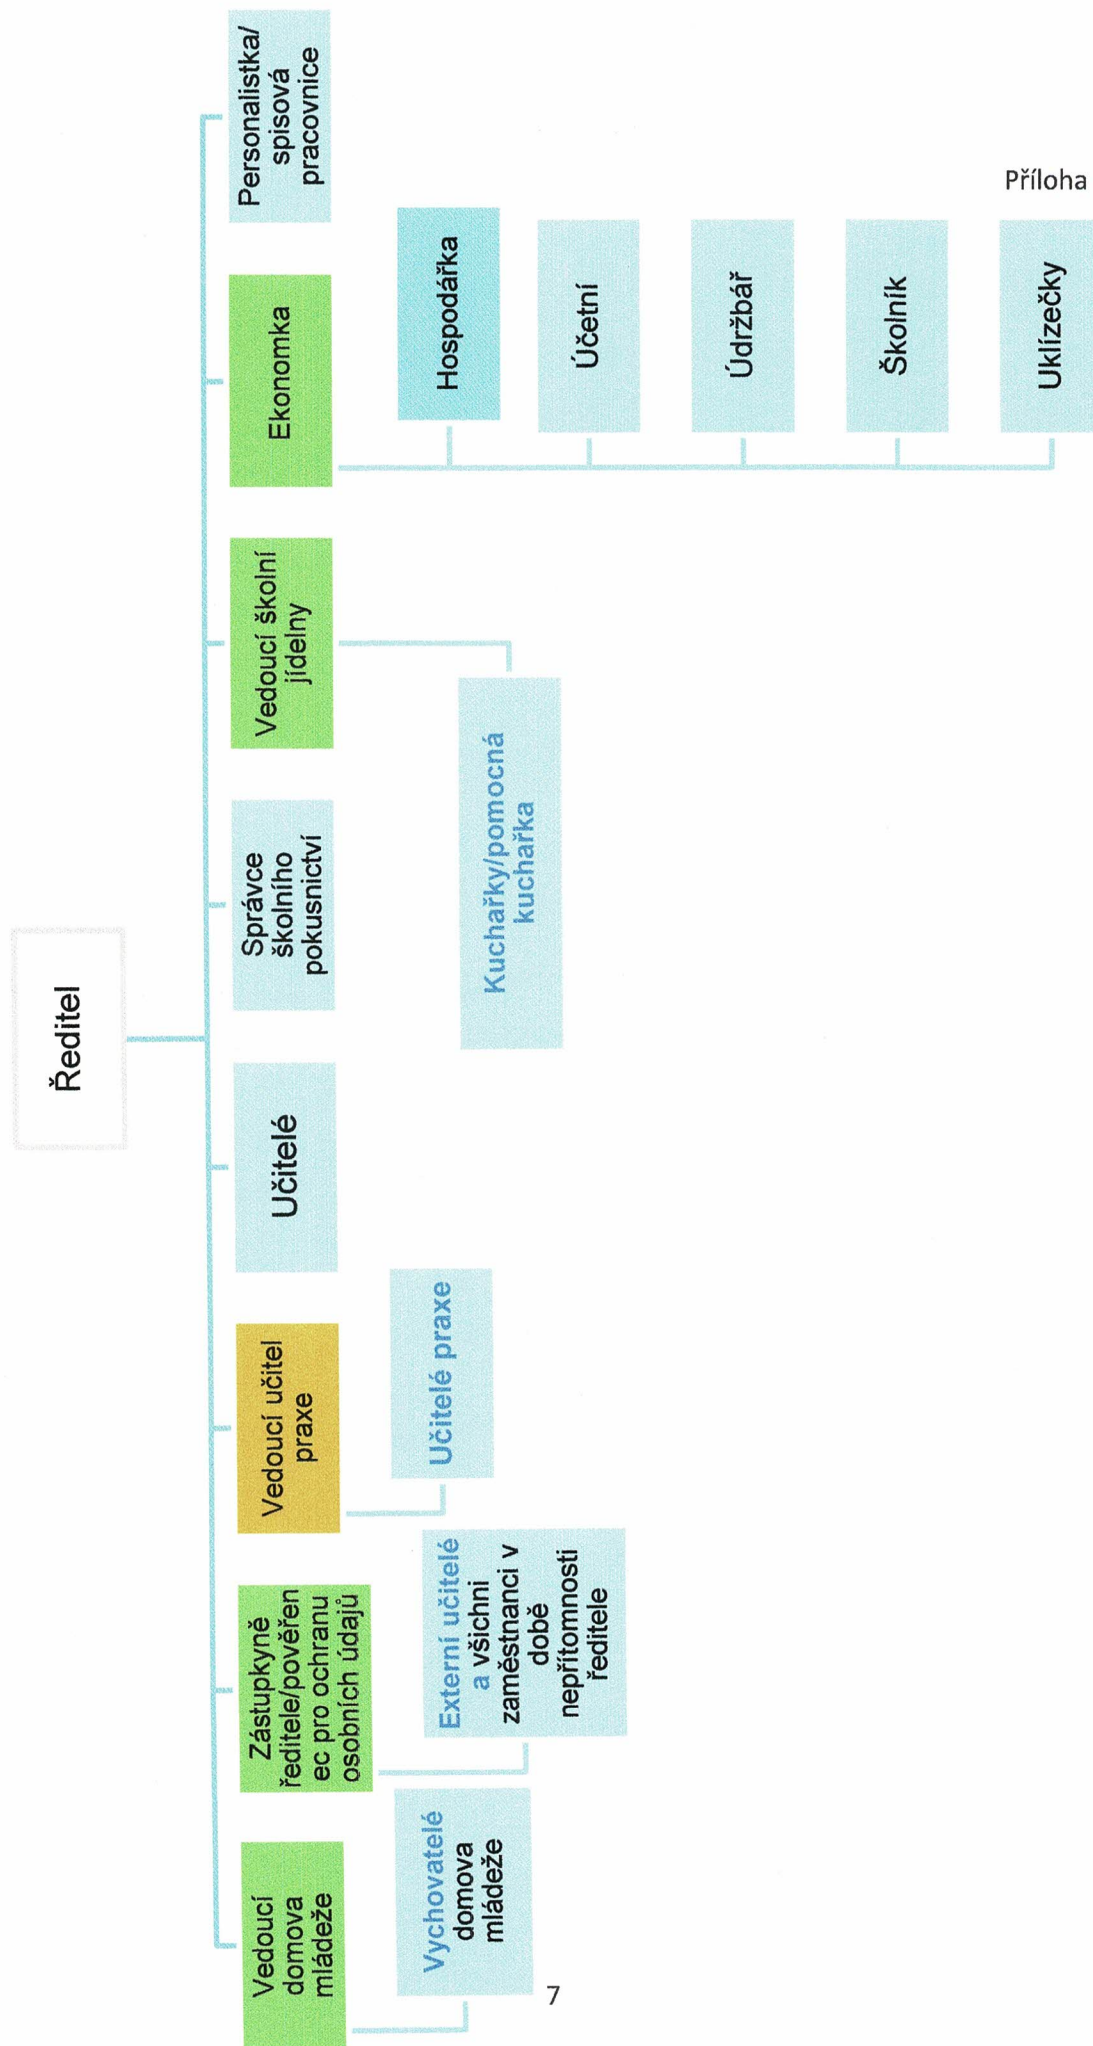 Ředitel
Vedoucí
domova
mládeže
Zástupkyně
ředitele/pověřen
ec pro ochranu
osobních údajů
Vedoucí učitel
praxe
Učitelé
Správce
školního
pokusnictví
Vedoucí školní
jídelny
Ekonomka
Personalistka/
spisová
pracovnice
Vychovatelé
domova
mládeže
Externí učitelé
a všichni
zaměstnanci v
době
nepřítomnosti
ředitele
Učitelé praxe
Kuchařky/pomocná
kuchařka
Hospodářka
Účetní
Údržbář
Školník
Uklízečky
Příloha
7